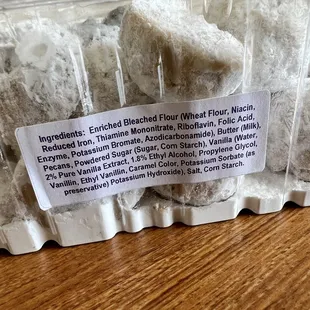 Ingredients: Enriched Bleached Flour (Wheat Flour, Niacin,
Reduced Iron, Thiamine Mononitrate, Riboflavin, Folic Acid
Enzyme, Potassium Bromate, Azodicarbonamide), Butter (Milk),
Pecans, Powdered Sugar (Sugar, Corn Starch), Vanilla (Water,
2% Pure Vanilla Extract, 1.8% Ethyl Alcohol, Propylene Glycol,
Vanillin, Ethyl Vanillin, Caramel Color, Potassium Sorbate (as
preservative) Potassium Hydroxide), Salt, Corn Starch.